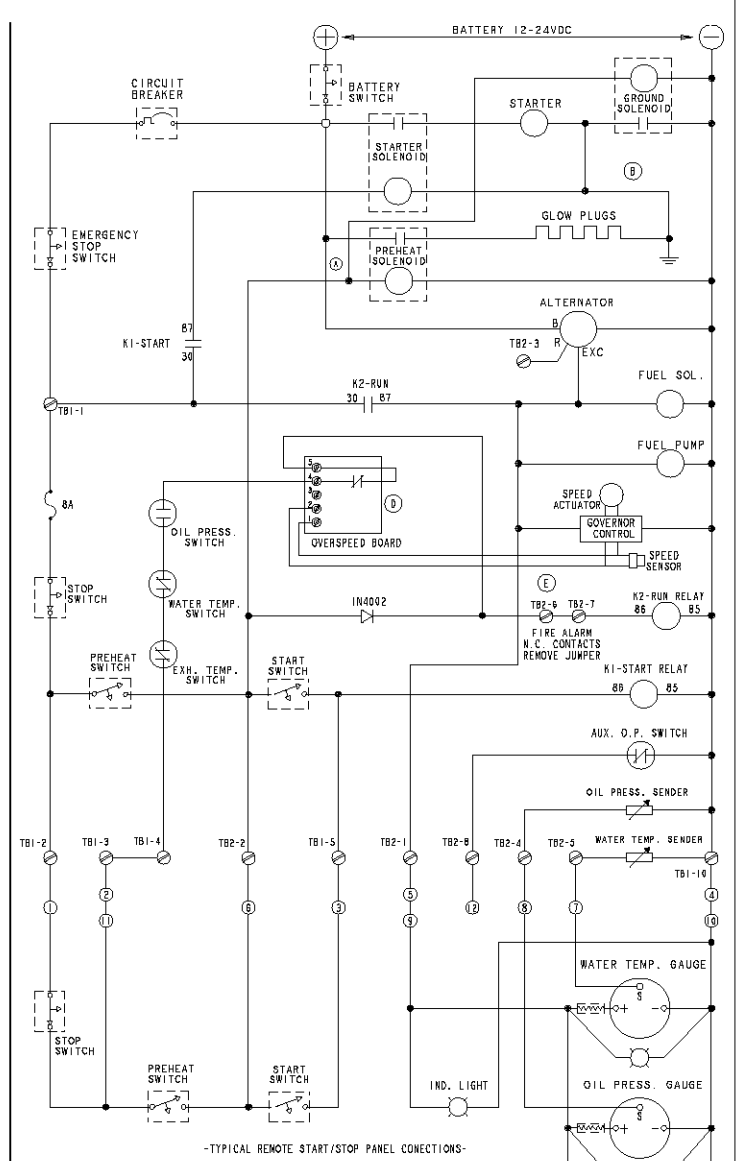 BATTERY 12-24VDC
+
-
CIRCUIT
BREAKER
BATTERY
SWITCH
STARTER
GROUND
SOLENOID
STARTER
SOLENOID
B
EMERGENCY
STOP
SWITCH
GLOW PLUGS
PREHEAT
SOLENOID
A
ALTERNATOR
87
K1-START
30
B
R
EXC
TB2-3
K2-RUN
30 87
FUEL SOL.
TB1-1
FUEL PUMP
8A
5
4
3
2
1
D
SPEED
ACTUATOR
OIL PRESS.
SWITCH
GOVERNOR
CONTROL
OVERSPEED BOARD
SPEED
SENSOR
STOP
SWITCH
WATER TEMP.
SWITCH
1N4002
E
TB2-6 TB2-7
K2-RUN RELAY
86 85
FIRE ALARM
N.C. CONTACTS
REMOVE JUMPER
PREHEAT
SWITCH
EXH. TEMP.
SWITCH
START
SWITCH
K1-START RELAY
86 85
AUX. O.P. SWITCH
OIL PRESS. SENDER
TB1-2 TB1-3 TB1-4 TB2-2 TB1-5 TB2-1 TB2-8 TB2-4 TB2-5
WATER TEMP. SENDER
TB1-10
1 2 6 3 5 12 8 7 4
11 9 10
WATER TEMP. GAUGE
S
+ -
STOP
SWITCH
PREHEAT
SWITCH
START
SWITCH
IND. LIGHT
OIL PRESS. GAUGE
S
+ -
-TYPICAL REMOTE START/STOP PANEL CONECTIONS-